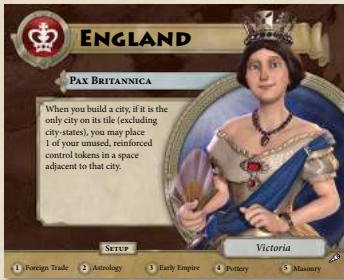 ENGLAND
PAX BRITANNICA
When you build a city, if it is the
only city on its tile (excluding
city-states), you may place
1 of your unused, reinforced
control tokens in a space
adjacent to that city.
SETUP
Victoria
1 Foreign Trade 2 Astrology 3 Early Empire 4 Pottery 5 Masonry